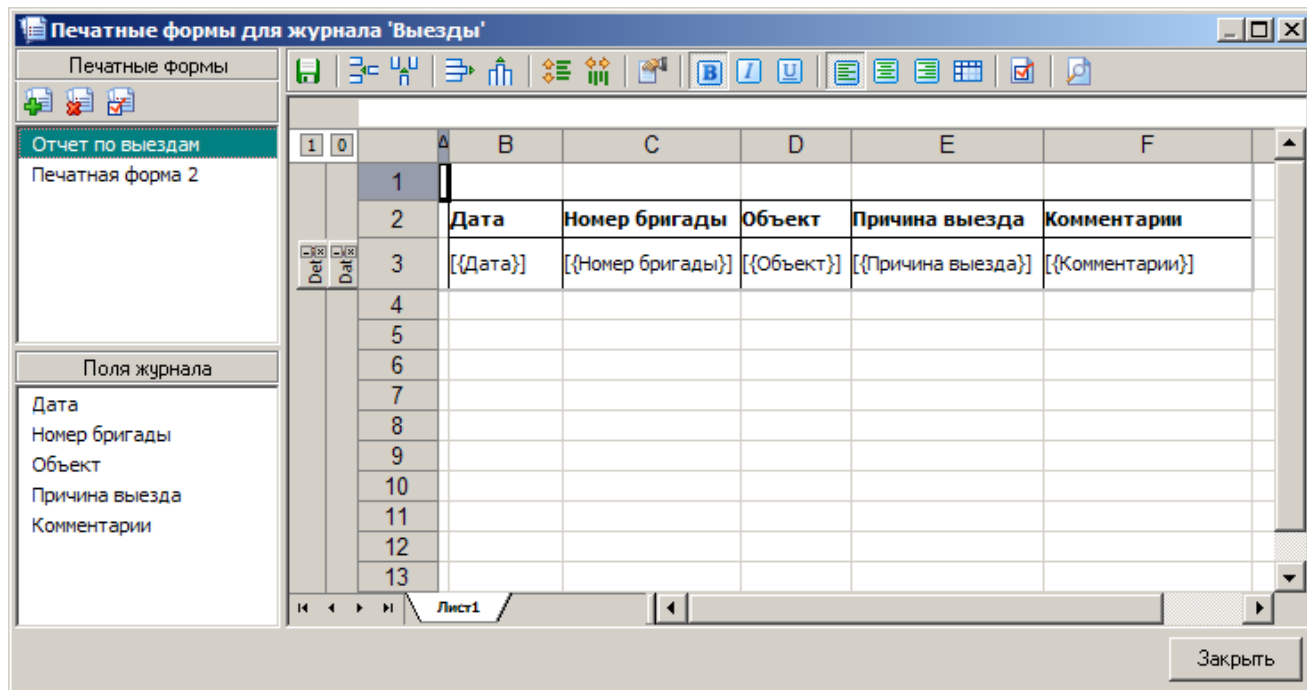 Печатные формы для журнала 'Выезды'
Печатные формы
Отчет по выездам
Печатная форма 2
Поля журнала
Дата
Номер бригады
Объект
Причина выезда
Комментарии
B I U
1 0 A B C D E F
1
2 Дата Номер бригады Объект Причина выезда Комментарии
Det Dat 3 [{Дата}] [{Номер бригады}] [{Объект}] [{Причина выезда}] [{Комментарии}]
4
5
6
7
8
9
10
11
12
13
Лист1
Закрыть